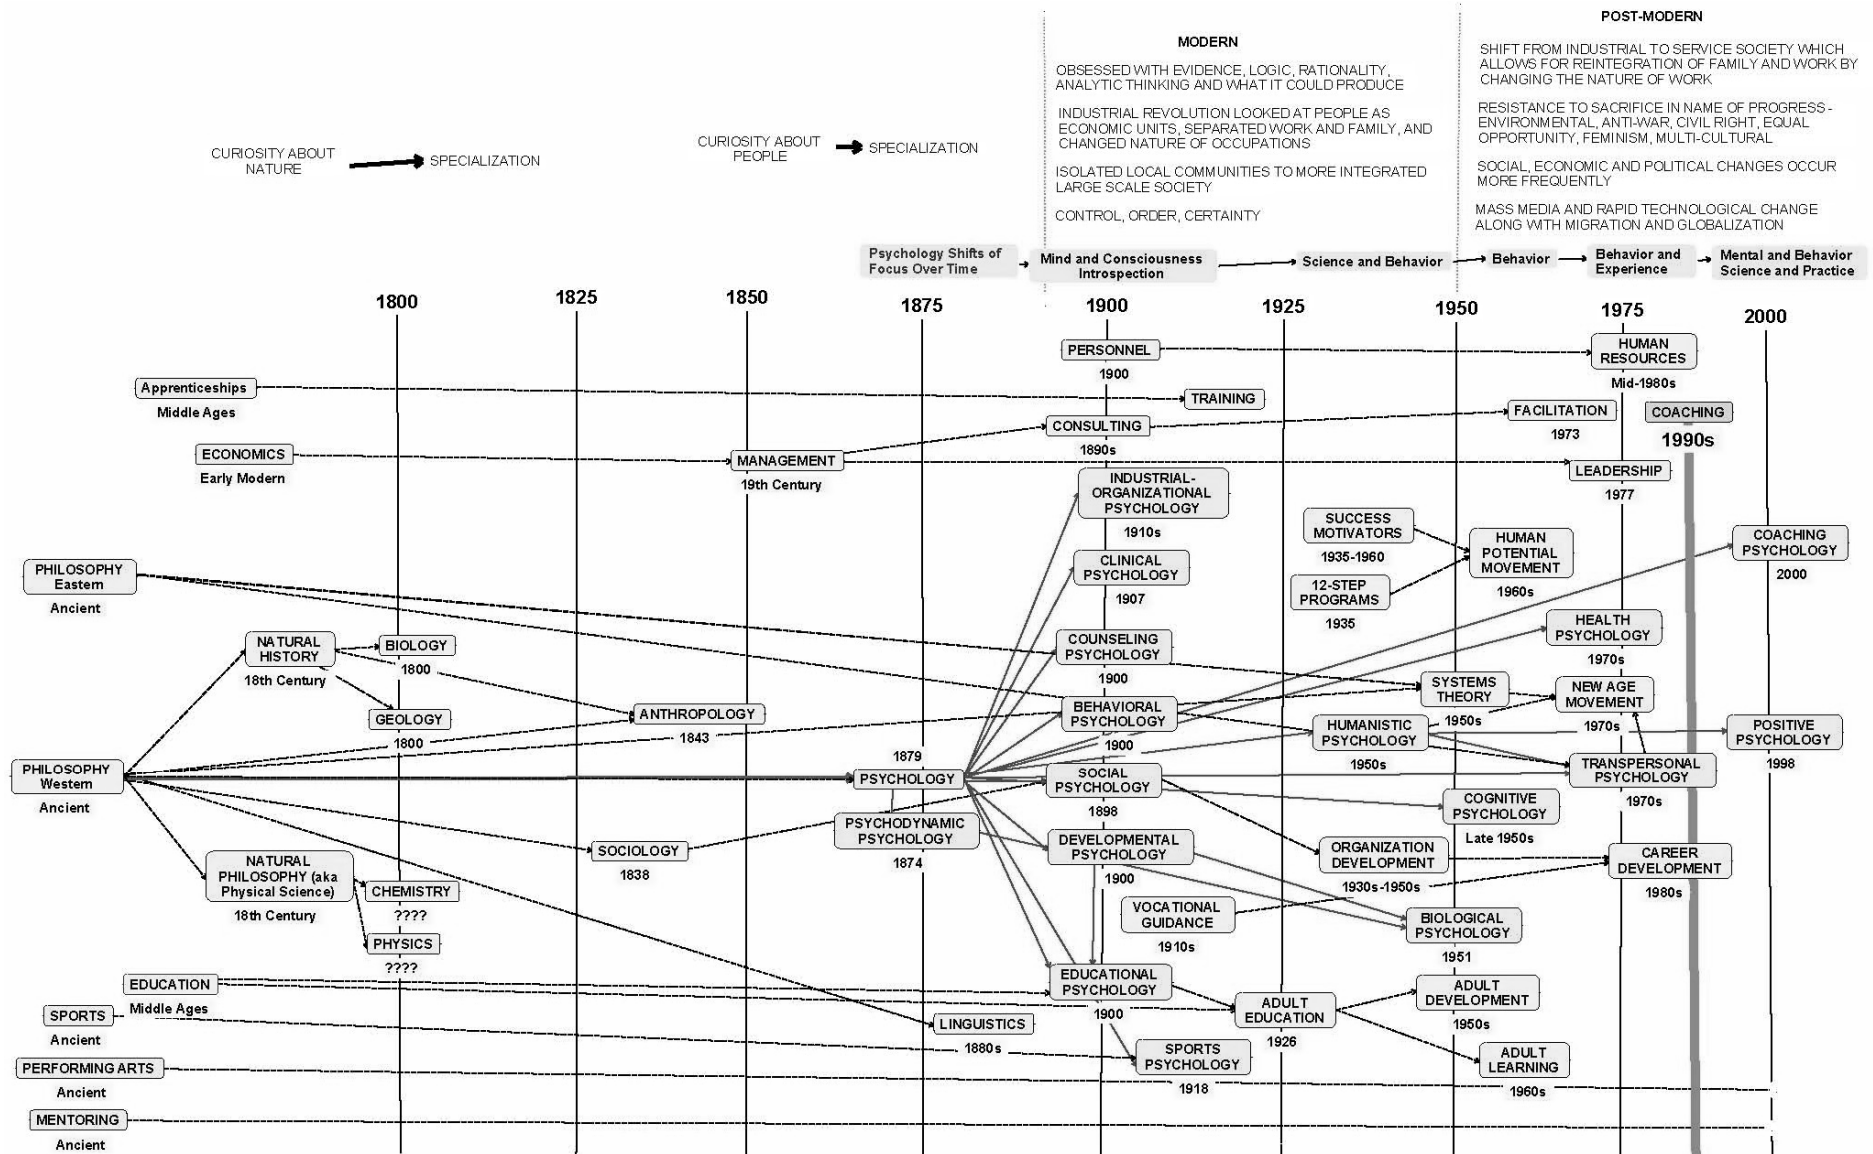 POST-MODERN
SHIFT FROM INDUSTRIAL TO SERVICE SOCIETY WHICH
ALLOWS FOR REINTEGRATION OF FAMILY AND WORK BY
CHANGING THE NATURE OF WORK
RESISTANCE TO SACRIFICE IN NAME OF PROGRESS -
ENVIRONMENTAL, ANTI-WAR, CIVIL RIGHT, EQUAL
OPPORTUNITY, FEMINISM, MULTI-CULTURAL
SOCIAL, ECONOMIC AND POLITICAL CHANGES OCCUR
MORE FREQUENTLY
MASS MEDIA AND RAPID TECHNOLOGICAL CHANGE
ALONG WITH MIGRATION AND GLOBALIZATION
MODERN
OBSESSED WITH EVIDENCE, LOGIC, RATIONALITY,
ANALYTIC THINKING AND WHAT IT COULD PRODUCE
INDUSTRIAL REVOLUTION LOOKED AT PEOPLE AS
ECONOMIC UNITS, SEPARATED WORK AND FAMILY, AND
CHANGED NATURE OF OCCUPATIONS
ISOLATED LOCAL COMMUNITIES TO MORE INTEGRATED
LARGE SCALE SOCIETY
CONTROL, ORDER, CERTAINTY
CURIOSITY ABOUT
NATURE
SPECIALIZATION
CURIOSITY ABOUT
PEOPLE
SPECIALIZATION
Psychology Shifts of
Focus Over Time
Mind and Consciousness
Introspection
Science and Behavior
Behavior
Behavior and
Experience
Mental and Behavior
Science and Practice
1800
1825
1850
1875
1900
1925
1950
1975
2000
PERSONNEL
1900
HUMAN
RESOURCES
Mid-1980s
Apprenticeships
Middle Ages
TRAINING
CONSULTING
1890s
FACILITATION
1973
COACHING
1990s
ECONOMICS
Early Modern
MANAGEMENT
19th Century
LEADERSHIP
1977
INDUSTRIAL-
ORGANIZATIONAL
PSYCHOLOGY
1910s
SUCCESS
MOTIVATORS
1935-1960
HUMAN
POTENTIAL
MOVEMENT
1960s
COACHING
PSYCHOLOGY
2000
PHILOSOPHY
Eastern
Ancient
CLINICAL
PSYCHOLOGY
1907
12-STEP
PROGRAMS
1935
NATURAL
HISTORY
18th Century
BIOLOGY
1800
COUNSELING
PSYCHOLOGY
1900
HEALTH
PSYCHOLOGY
1970s
GEOLOGY
1800
ANTHROPOLOGY
1843
BEHAVIORAL
PSYCHOLOGY
1900
SYSTEMS
THEORY
1950s
NEW AGE
MOVEMENT
1970s
HUMANISTIC
PSYCHOLOGY
1950s
POSITIVE
PSYCHOLOGY
1998
PHILOSOPHY
Western
Ancient
1879
PSYCHOLOGY
SOCIAL
PSYCHOLOGY
1898
TRANSPERSONAL
PSYCHOLOGY
1970s
COGNITIVE
PSYCHOLOGY
Late 1950s
PSYCHODYNAMIC
PSYCHOLOGY
1874
SOCIOLOGY
1838
DEVELOPMENTAL
PSYCHOLOGY
1900
ORGANIZATION
DEVELOPMENT
1930s-1950s
CAREER
DEVELOPMENT
1980s
NATURAL
PHILOSOPHY (aka
Physical Science)
18th Century
CHEMISTRY
????
PHYSICS
????
VOCATIONAL
GUIDANCE
1910s
BIOLOGICAL
PSYCHOLOGY
1951
EDUCATION
Middle Ages
EDUCATIONAL
PSYCHOLOGY
1900
ADULT
EDUCATION
1926
ADULT
DEVELOPMENT
1950s
SPORTS
Ancient
LINGUISTICS
1880s
SPORTS
PSYCHOLOGY
1918
ADULT
LEARNING
1960s
PERFORMING ARTS
Ancient
MENTORING
Ancient